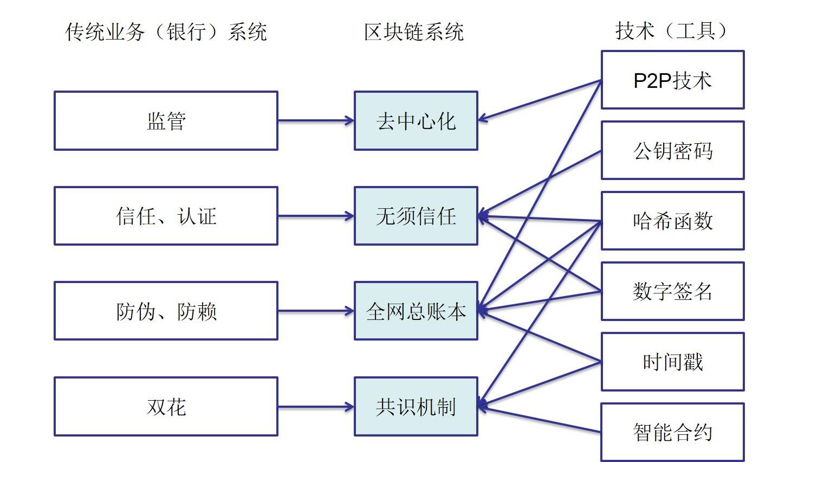 传统业务（银行）系统
区块链系统
技术（工具）
监管
去中心化
P2P技术
公钥密码
信任、认证
无须信任
哈希函数
数字签名
防伪、防赖
全网总账本
时间戳
双花
共识机制
智能合约